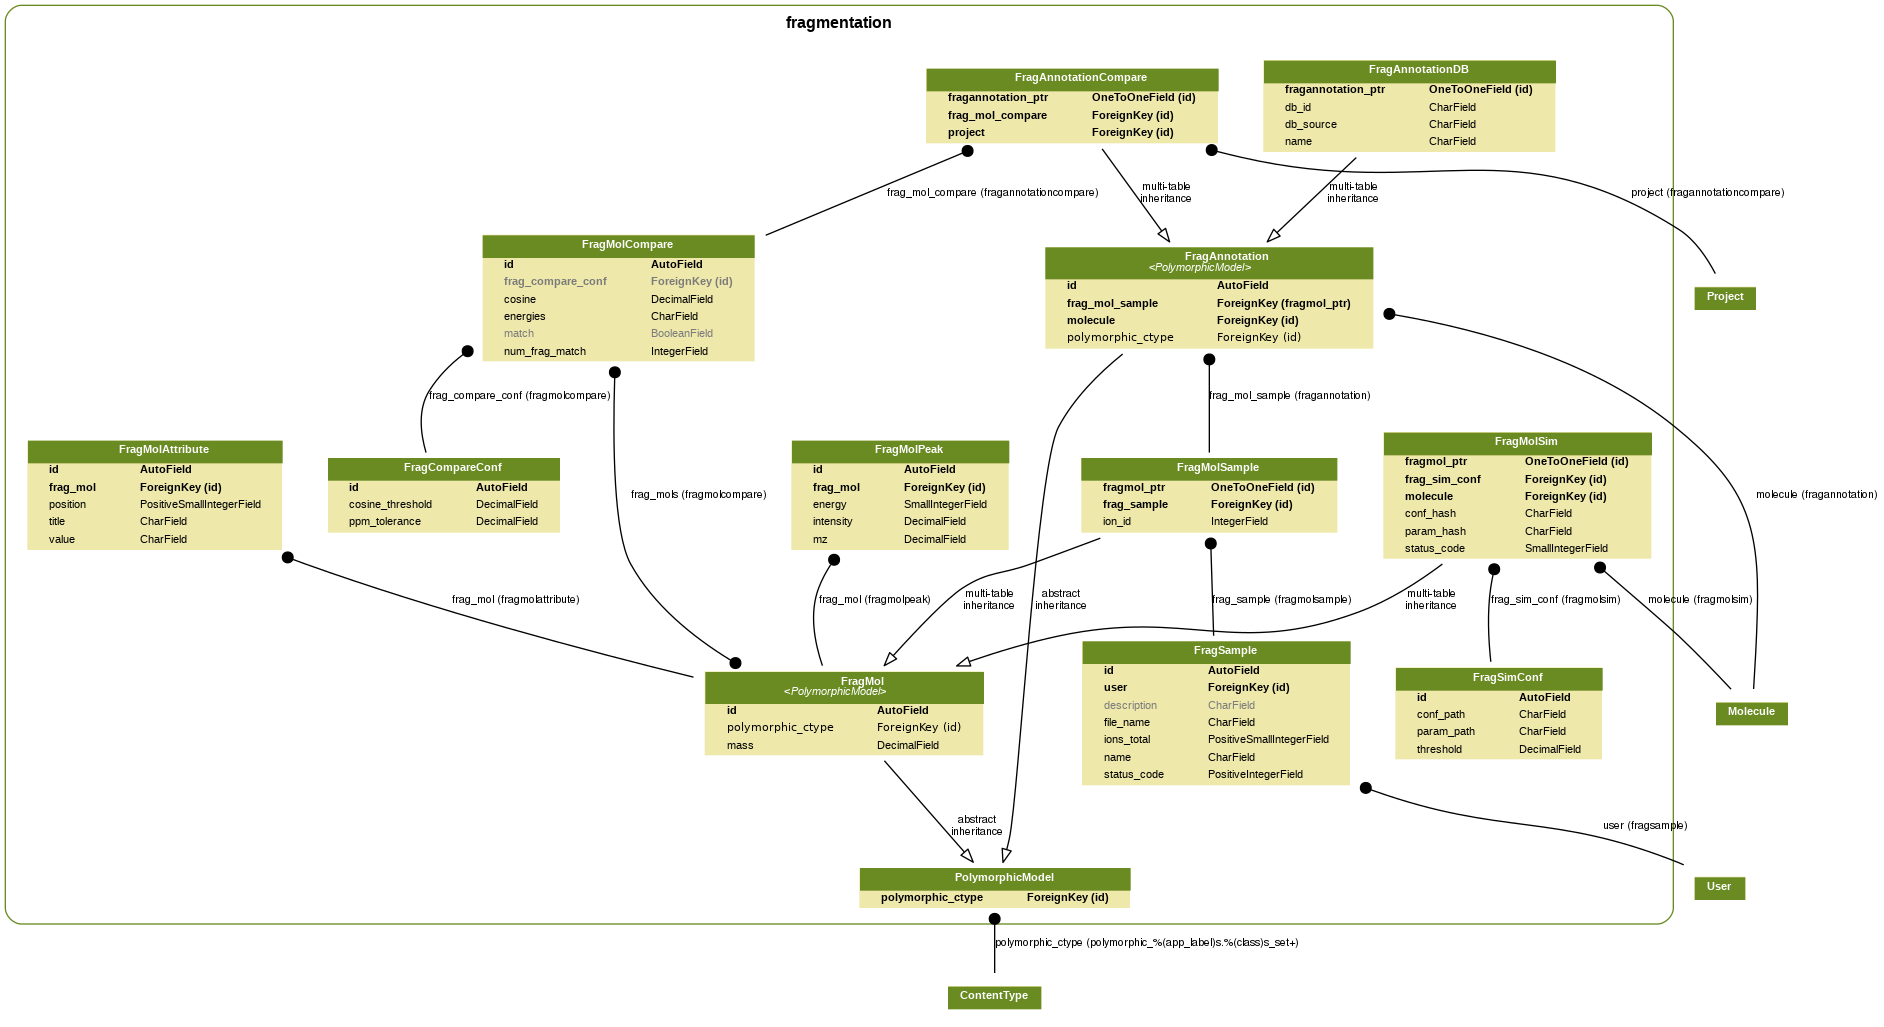 fragmentation
FragAnnotationCompare
fragannotation_ptr OneToOneField (id)
frag_mol_compare ForeignKey (id)
project ForeignKey (id)
FragAnnotationDB
fragannotation_ptr OneToOneField (id)
db_id CharField
db_source CharField
name CharField
frag_mol_compare (fragannotationcompare)
multi-table
inheritance
multi-table
inheritance
project (fragannotationcompare)
FragMolCompare
id AutoField
frag_compare_conf ForeignKey (id)
cosine DecimalField
energies CharField
match BooleanField
num_frag_match IntegerField
FragAnnotation
<PolymorphicModel>
id AutoField
frag_mol_sample ForeignKey (fragmol_ptr)
molecule ForeignKey (id)
polymorphic_ctype ForeignKey (id)
Project
frag_compare_conf (fragmolcompare)
frag_mol_sample (fragannotation)
FragMolAttribute
id AutoField
frag_mol ForeignKey (id)
position PositiveSmallIntegerField
title CharField
value CharField
FragCompareConf
id AutoField
cosine_threshold DecimalField
ppm_tolerance DecimalField
frag_mols (fragmolcompare)
FragMolPeak
id AutoField
frag_mol ForeignKey (id)
energy SmallIntegerField
intensity DecimalField
mz DecimalField
FragMolSample
fragmol_ptr OneToOneField (id)
frag_sample ForeignKey (id)
ion_id IntegerField
FragMolSim
fragmol_ptr OneToOneField (id)
frag_sim_conf ForeignKey (id)
molecule ForeignKey (id)
conf_hash CharField
param_hash CharField
status_code SmallIntegerField
molecule (fragannotation)
frag_mol (fragmolattribute)
frag_mol (fragmolpeak)
multi-table
inheritance
abstract
inheritance
frag_sample (fragmolsample)
multi-table
inheritance
frag_sim_conf (fragmolsim)
molecule (fragmolsim)
FragMol
<PolymorphicModel>
id AutoField
polymorphic_ctype ForeignKey (id)
mass DecimalField
FragSample
id AutoField
user ForeignKey (id)
description CharField
file_name CharField
ions_total PositiveSmallIntegerField
name CharField
status_code PositiveIntegerField
FragSimConf
id AutoField
conf_path CharField
param_path CharField
threshold DecimalField
Molecule
abstract
inheritance
user (fragsample)
PolymorphicModel
polymorphic_ctype ForeignKey (id)
User
polymorphic_ctype (polymorphic_%(app_label)s.%(class)s_set+)
ContentType